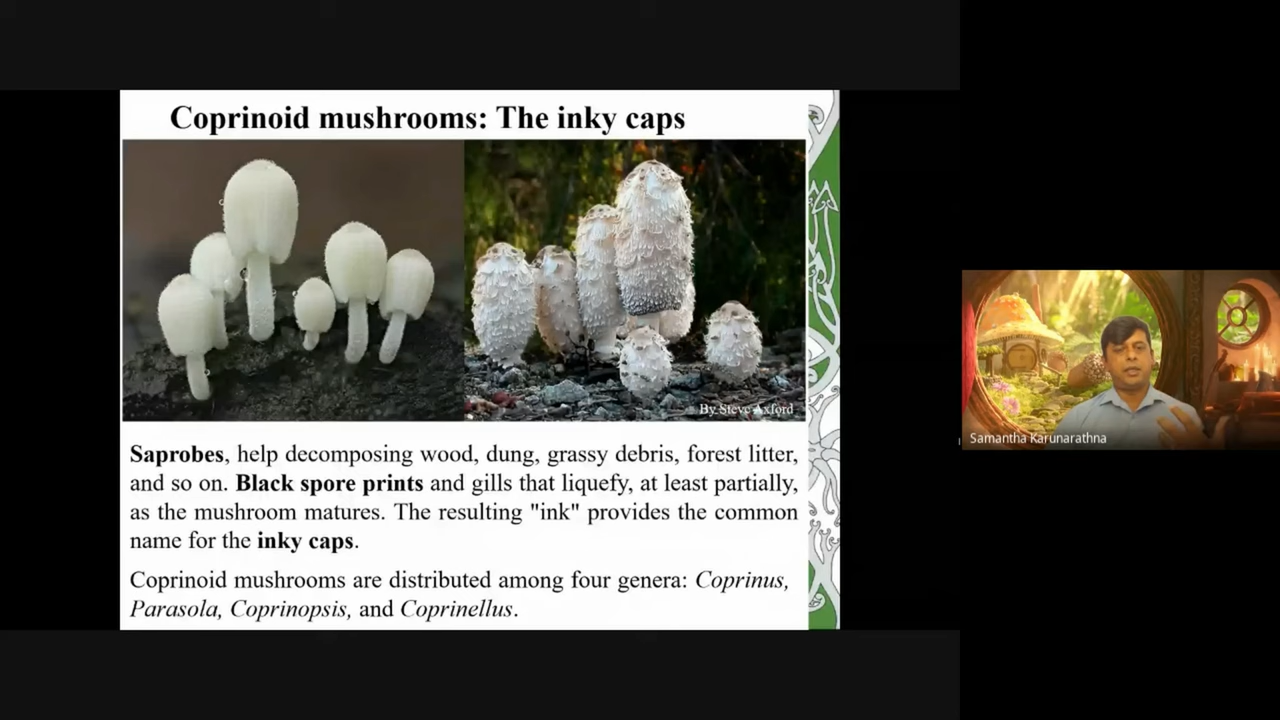 Coprinoid mushrooms: The inky caps
By Steve Axford
Saprobes, help decomposing wood, dung, grassy debris, forest litter,
and so on. Black spore prints and gills that liquefy, at least partially,
as the mushroom matures. The resulting "ink" provides the common
name for the inky caps.
Coprinoid mushrooms are distributed among four genera: Coprinus,
Parasola, Coprinopsis, and Coprinellus.
Samantha Karunarathna